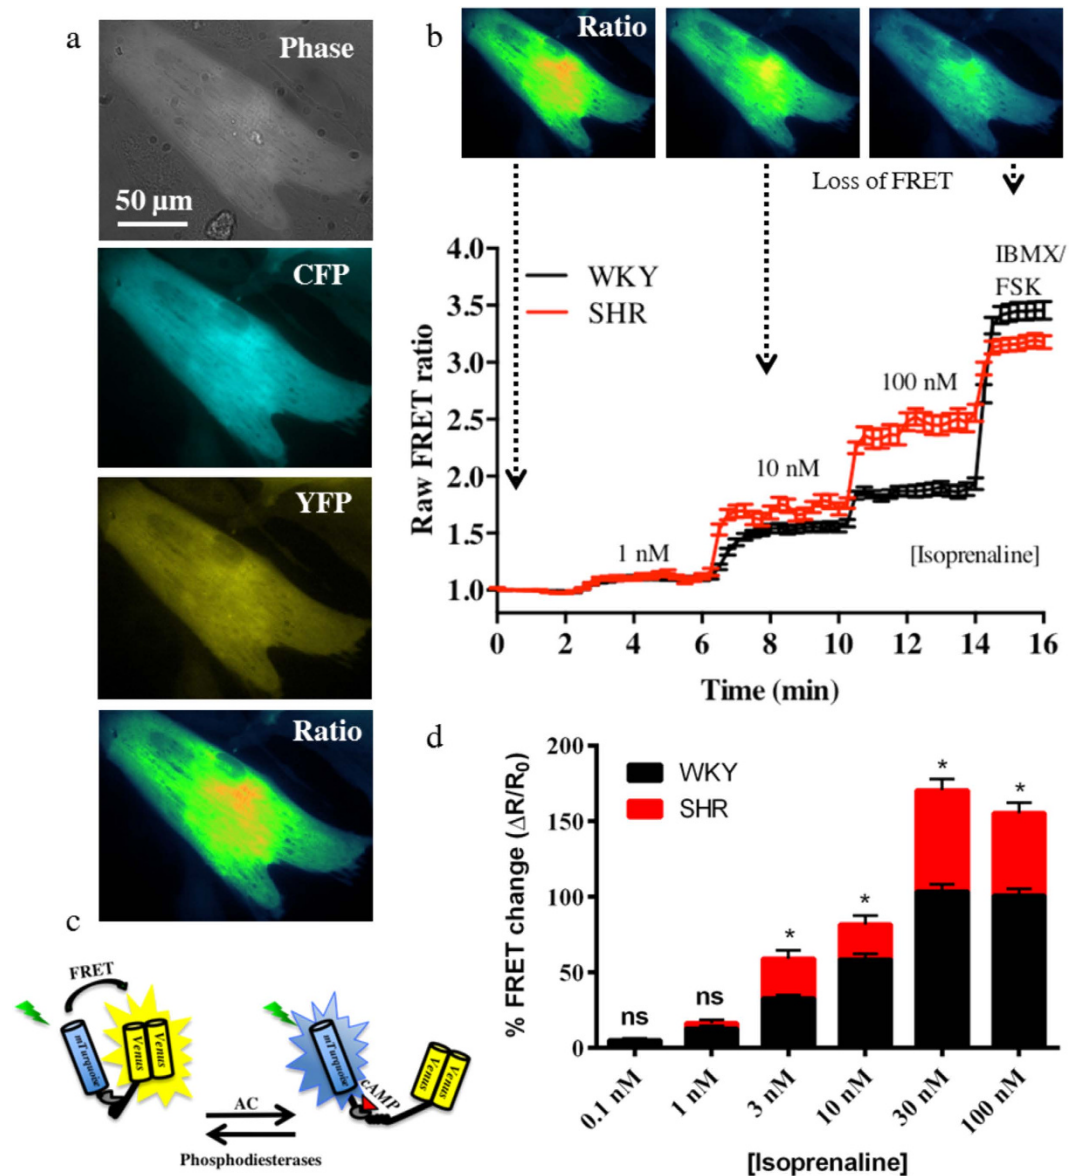 a
Phase
50 µm
CFP
YFP
Ratio
b
Ratio
Loss of FRET
4.0
3.5
3.0
2.5
2.0
1.5
1.0
Raw FRET ratio
WKY
SHR
1 nM
10 nM
100 nM
IBMX/
FSK
[Isoprenaline]
0 2 4 6 8 10 12 14 16
Time (min)
c
FRET
mTurquoise
Venus
Venus
AC
Phosphodiesterases
mTurquoise
cAMP
Venus
Venus
d
200
150
100
50
0
% FRET change (ΔR/R0)
WKY
SHR
ns
ns
*
*
*
*
0.1 nM
1 nM
3 nM
10 nM
30 nM
100 nM
[Isoprenaline]